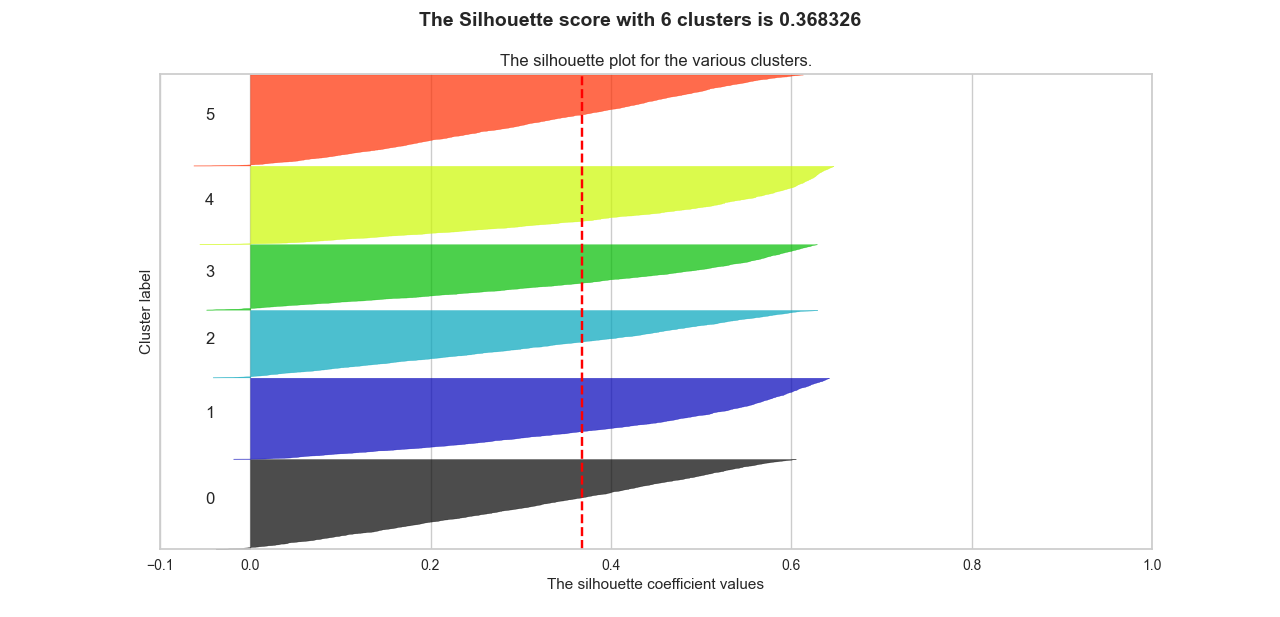 The Silhouette score with 6 clusters is 0.368326
The silhouette plot for the various clusters.
Cluster label
5
4
3
2
1
0
−0.1 0.0 0.2 0.4 0.6 0.8 1.0
The silhouette coefficient values